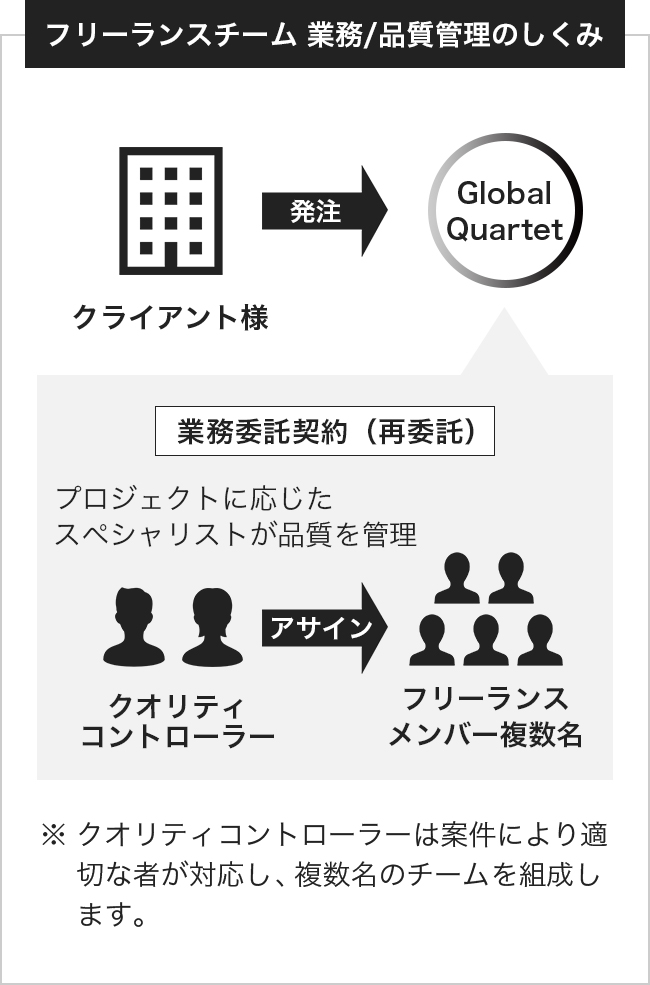 フリーランスチーム 業務/品質管理のしくみ
発注
Global
Quartet
クライアント様
業務委託契約（再委託）
プロジェクトに応じた
スペシャリストが品質を管理
アサイン
クオリティ
コントローラー
フリーランス
メンバー複数名
※ クオリティコントローラーは案件により適
切な者が対応し、複数名のチームを組成し
ます。